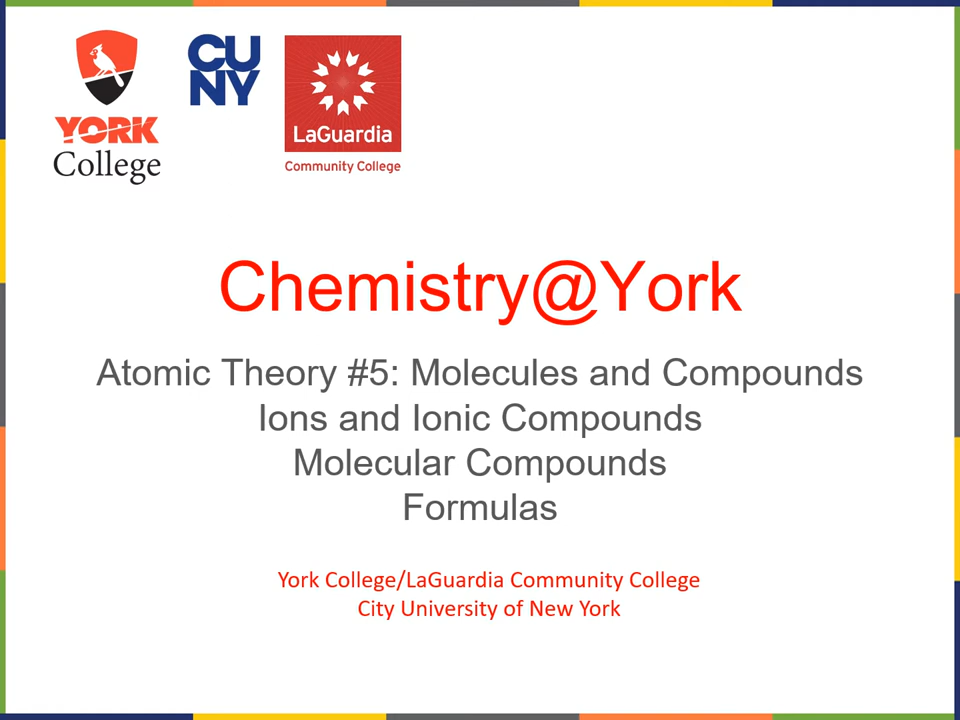 YORK
College
CU
NY
LaGuardia
Community College
Chemistry@York
Atomic Theory #5: Molecules and Compounds
Ions and Ionic Compounds
Molecular Compounds
Formulas
York College/LaGuardia Community College
City University of New York